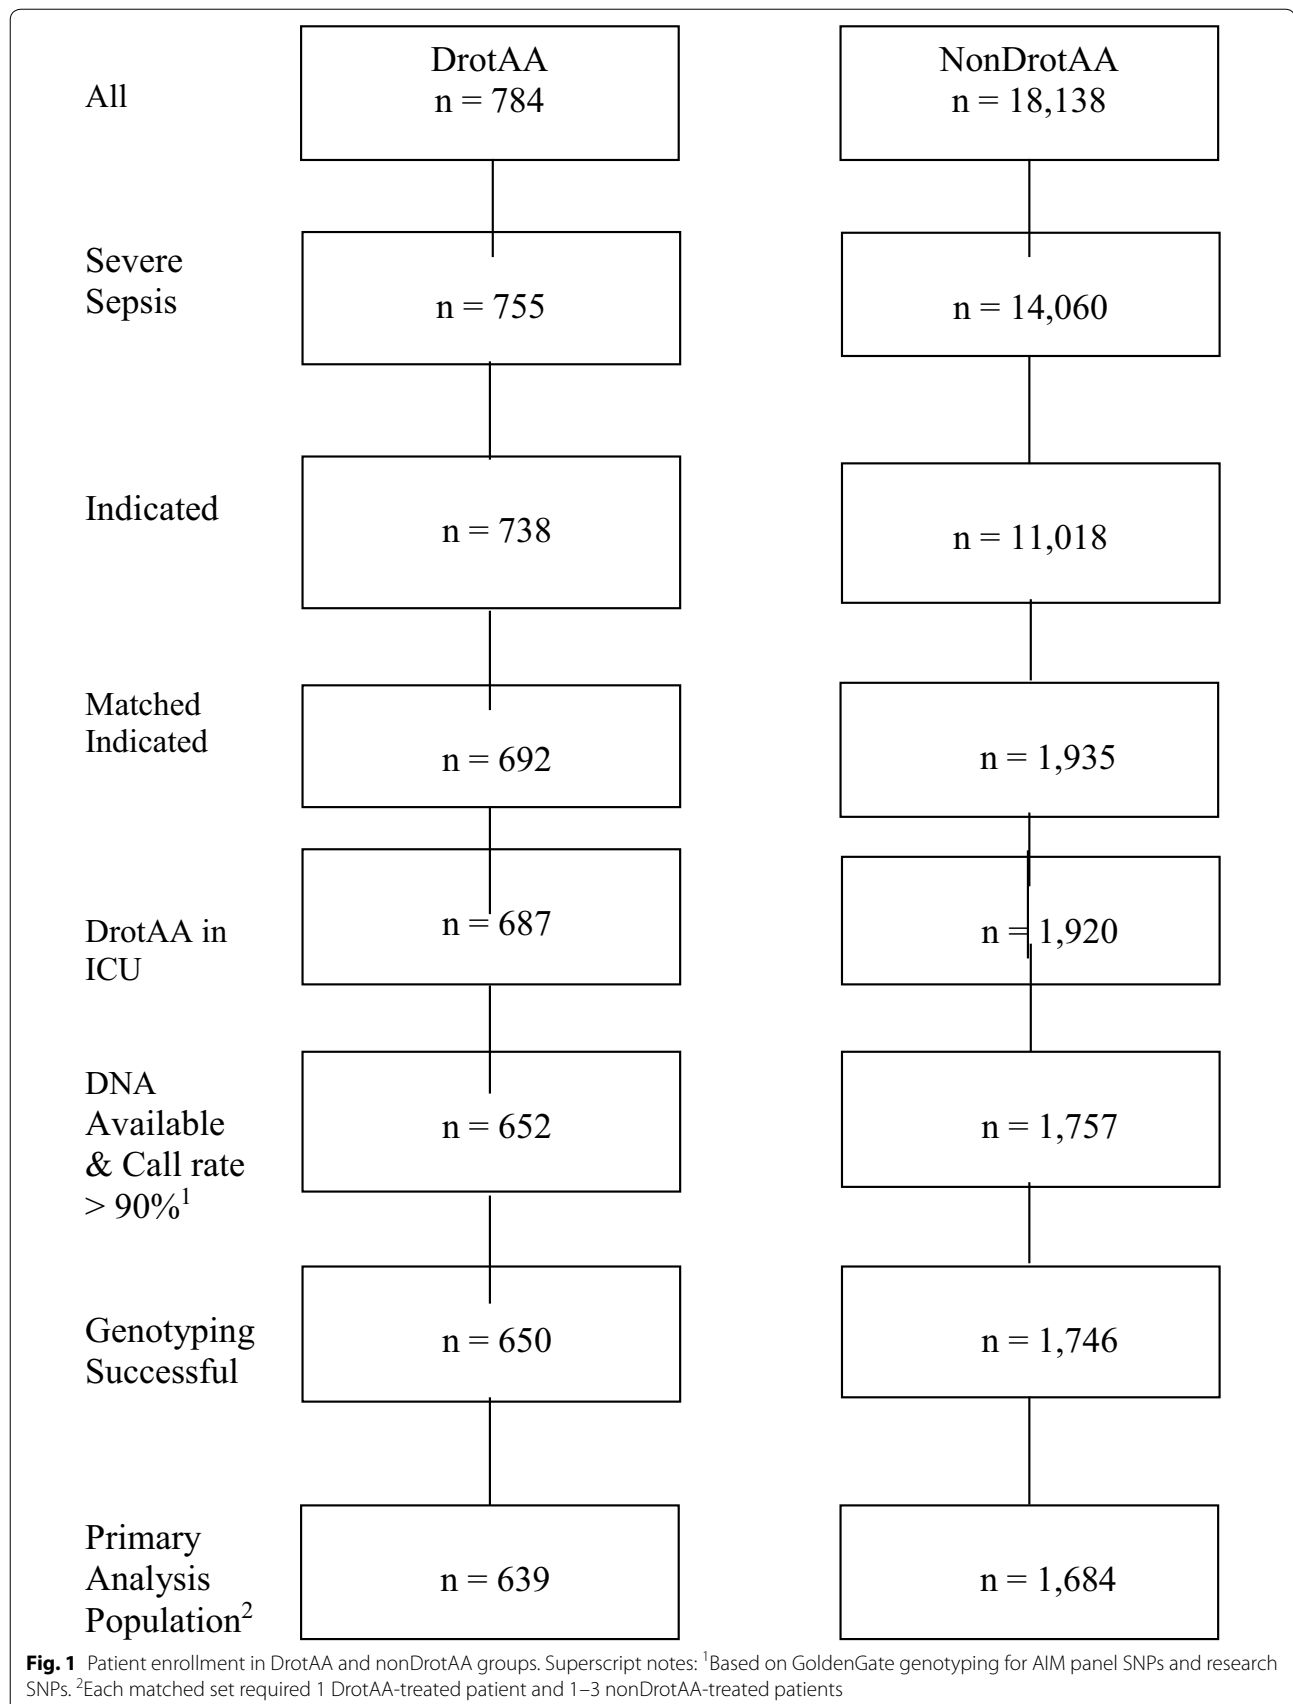 DrotAA
NonDrotAA
All
n = 784
n = 18,138
Severe
Sepsis
n = 755
n = 14,060
Indicated
n = 738
n = 11,018
Matched
Indicated
n = 692
n = 1,935
DrotAA in
ICU
n = 687
n = 1,920
DNA
Available
& Call rate
> 90%¹
n = 652
n = 1,757
Genotyping
Successful
n = 650
n = 1,746
Primary
Analysis
Population²
n = 639
n = 1,684
Fig. 1 Patient enrollment in DrotAA and nonDrotAA groups. Superscript notes: ¹Based on GoldenGate genotyping for AIM panel SNPs and research
SNPs. ²Each matched set required 1 DrotAA-treated patient and 1–3 nonDrotAA-treated patients